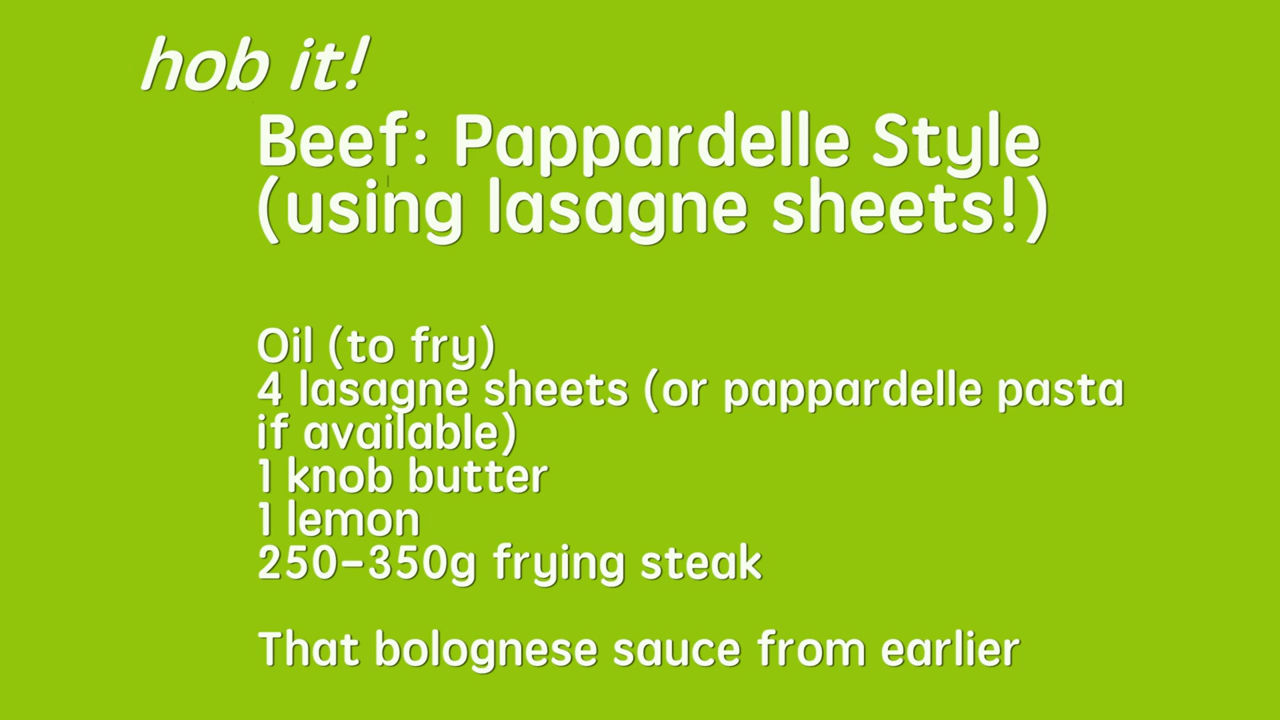 hob it!
Beef: Pappardelle Style
(using lasagne sheets!)
Oil (to fry)
4 lasagne sheets (or pappardelle pasta
if available)
1 knob butter
1 lemon
250-350g frying steak
That bolognese sauce from earlier